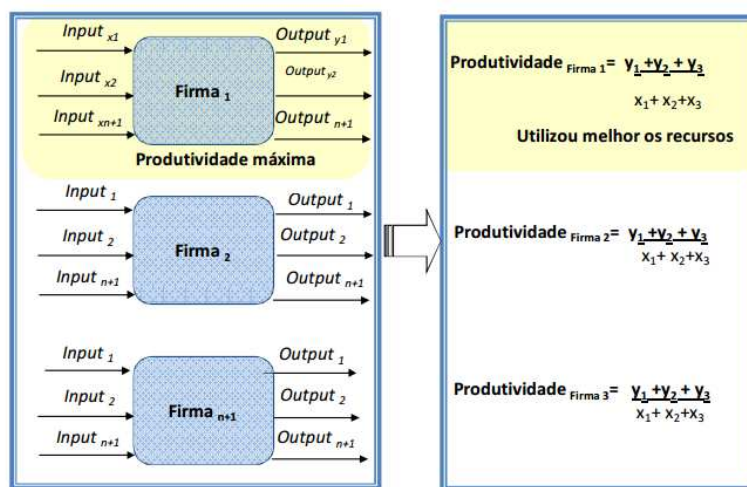 Input x1
Output y1
Input x2
Firma 1
Output y2
Input xn+1
Output n+1
Produtividade máxima
Input 1
Output 1
Input 2
Firma 2
Output 2
Input n+1
Output n+1
Input 1
Output 1
Input 2
Firma n+1
Output 2
Input n+1
Output n+1
Produtividade Firma 1= y1 +y2 + y3
x1+ x2+x3
Utilizou melhor os recursos
Produtividade Firma 2= y1 +y2 + y3
x1+ x2+x3
Produtividade Firma 3= y1 +y2 + y3
x1+ x2+x3